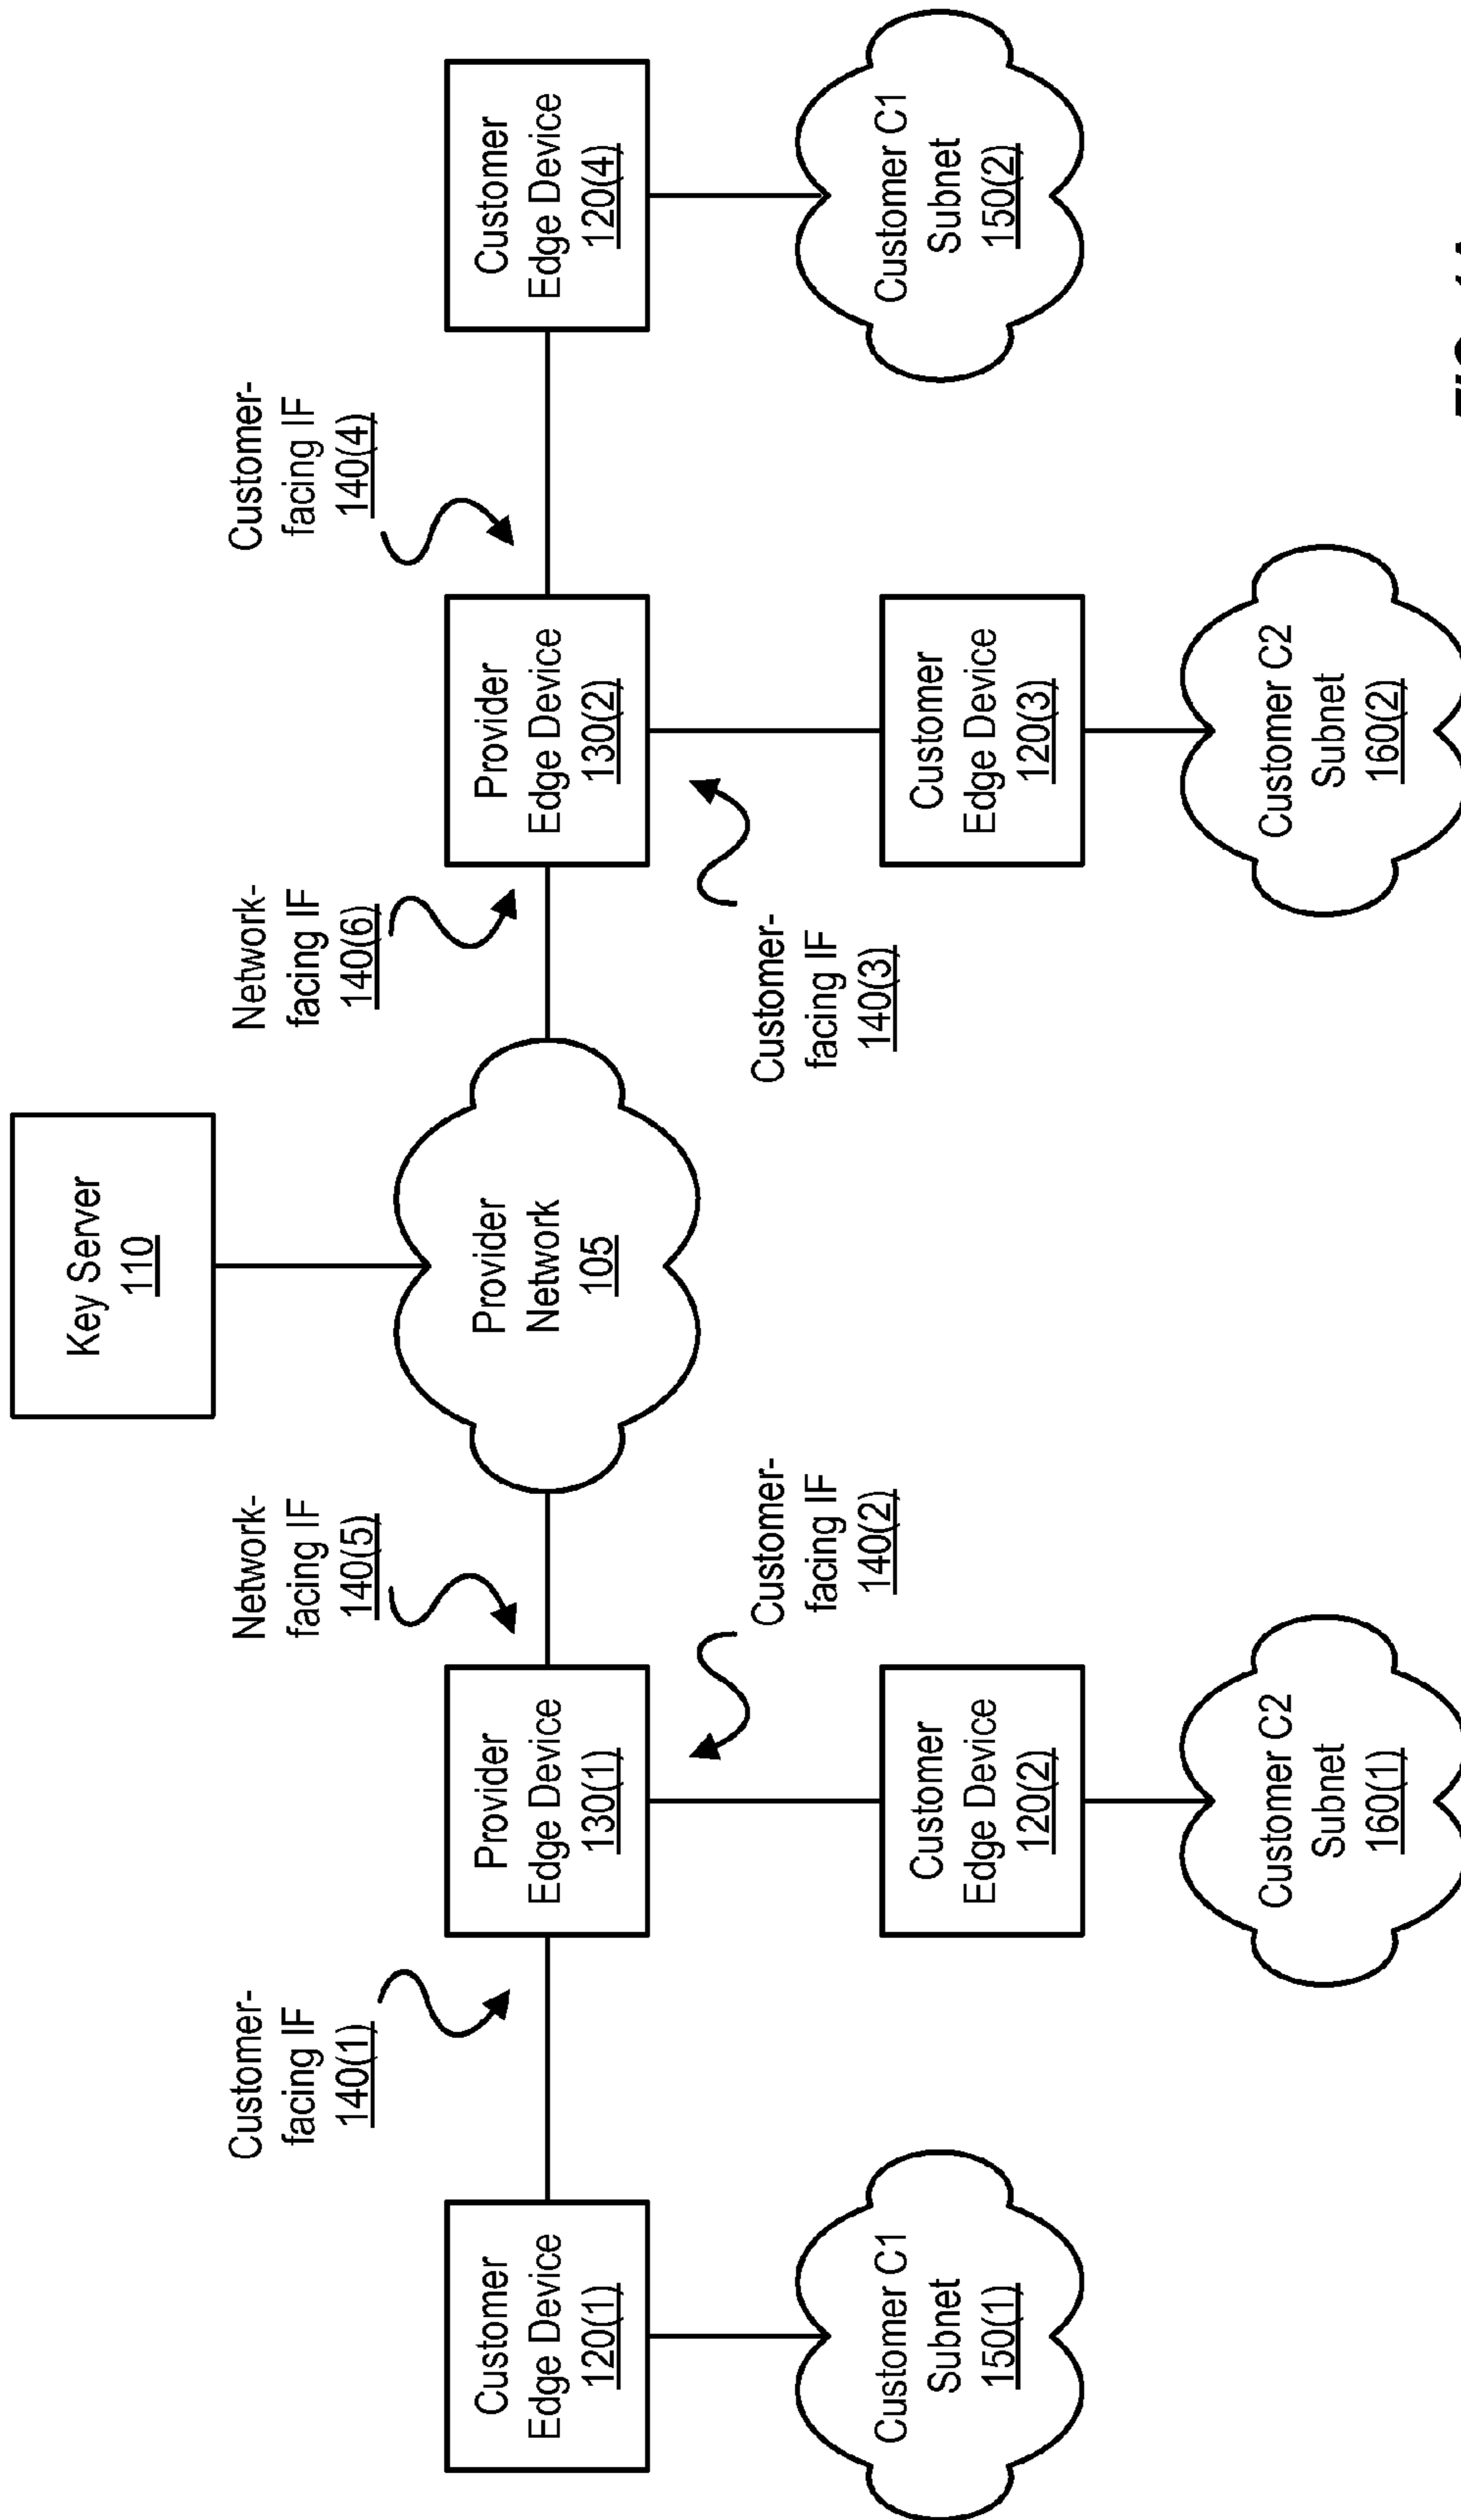 Key Server
110
Network-
facing IF
140(5)
Network-
facing IF
140(6)
Customer-
facing IF
140(1)
Customer-
facing IF
140(4)
Customer
Edge Device
120(1)
Provider
Edge Device
130(1)
Provider
Network
105
Provider
Edge Device
130(2)
Customer
Edge Device
120(4)
Customer-
facing IF
140(2)
Customer-
facing IF
140(3)
Customer C1
Subnet
150(1)
Customer
Edge Device
120(2)
Customer
Edge Device
120(3)
Customer C1
Subnet
150(2)
Customer C2
Subnet
160(1)
Customer C2
Subnet
160(2)